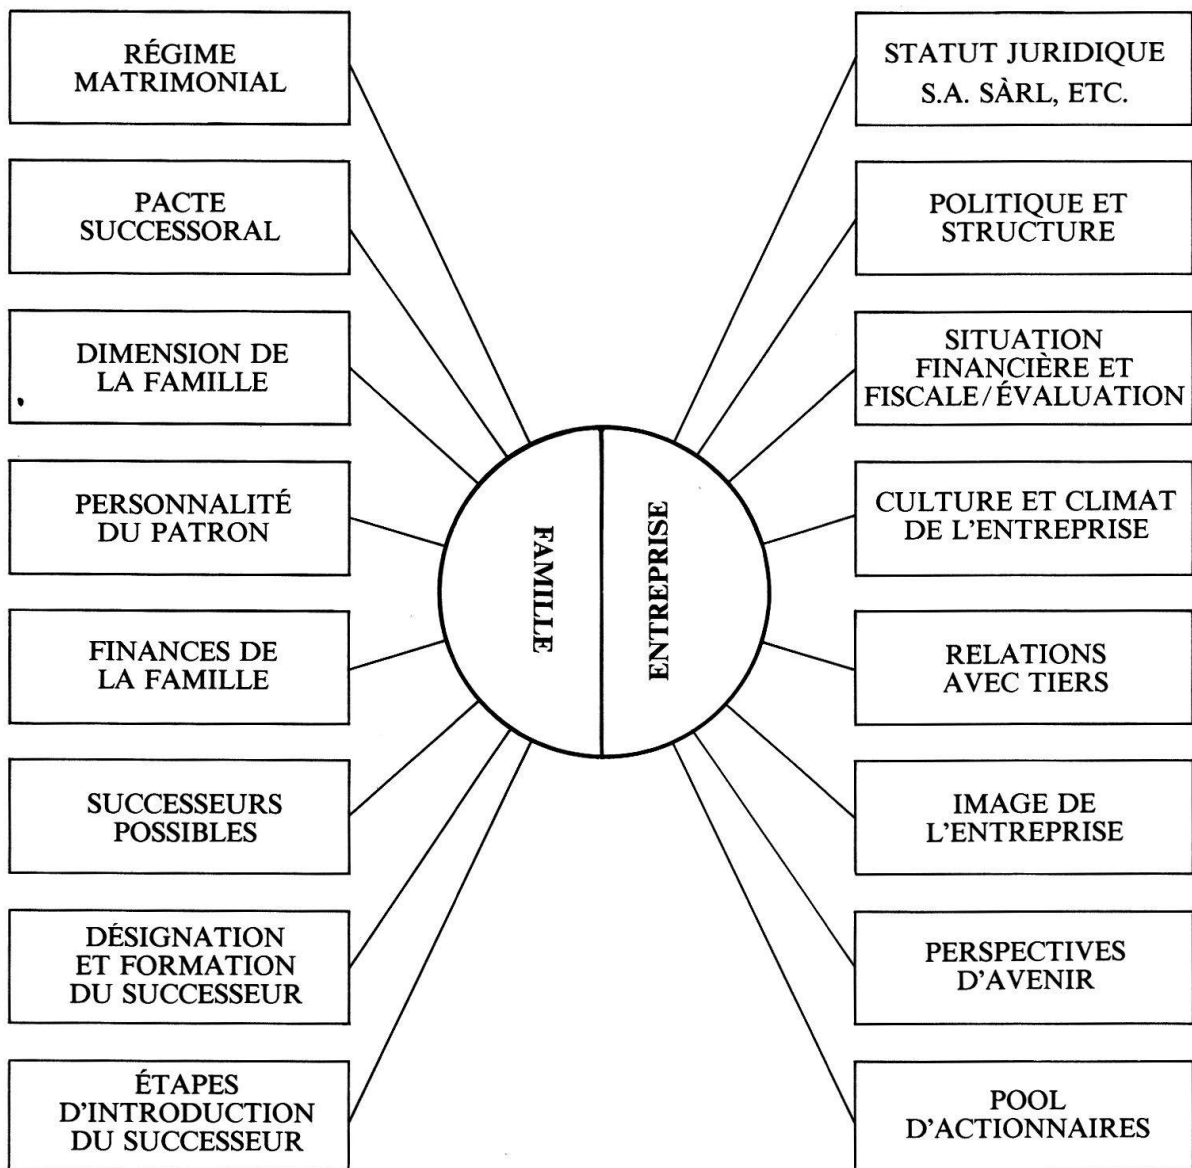 RÉGIME
MATRIMONIAL
PACTE
SUCCESSORAL
DIMENSION DE
LA FAMILLE
PERSONNALITÉ
DU PATRON
FINANCES DE
LA FAMILLE
SUCCESSEURS
POSSIBLES
DÉSIGNATION
ET FORMATION
DU SUCCESSEUR
ÉTAPES
D'INTRODUCTION
DU SUCCESSEUR
FAMILLE
ENTREPRISE
STATUT JURIDIQUE
S.A. SÀRL, ETC.
POLITIQUE ET
STRUCTURE
SITUATION
FINANCIÈRE ET
FISCALE/ÉVALUATION
CULTURE ET CLIMAT
DE L'ENTREPRISE
RELATIONS
AVEC TIERS
IMAGE DE
L'ENTREPRISE
PERSPECTIVES
D'AVENIR
POOL
D'ACTIONNAIRES